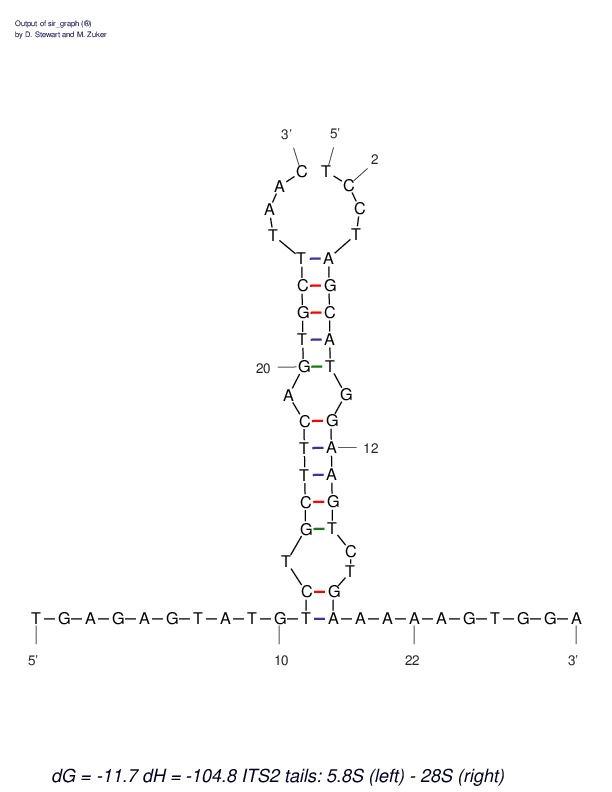 Output of sir_graph (©)
by D. Stewart and M. Zuker
3' 5'
2
C T
A C
A C
T T
T A
C G
G C
T A
20 G T
A G
C G
T A 12
T A
C G
G T
C
T
T
C G
T G A G A G T A T G T A A A A A G T G G A
5' 10 22 3'
dG = -11.7 dH = -104.8 ITS2 tails: 5.8S (left) - 28S (right)